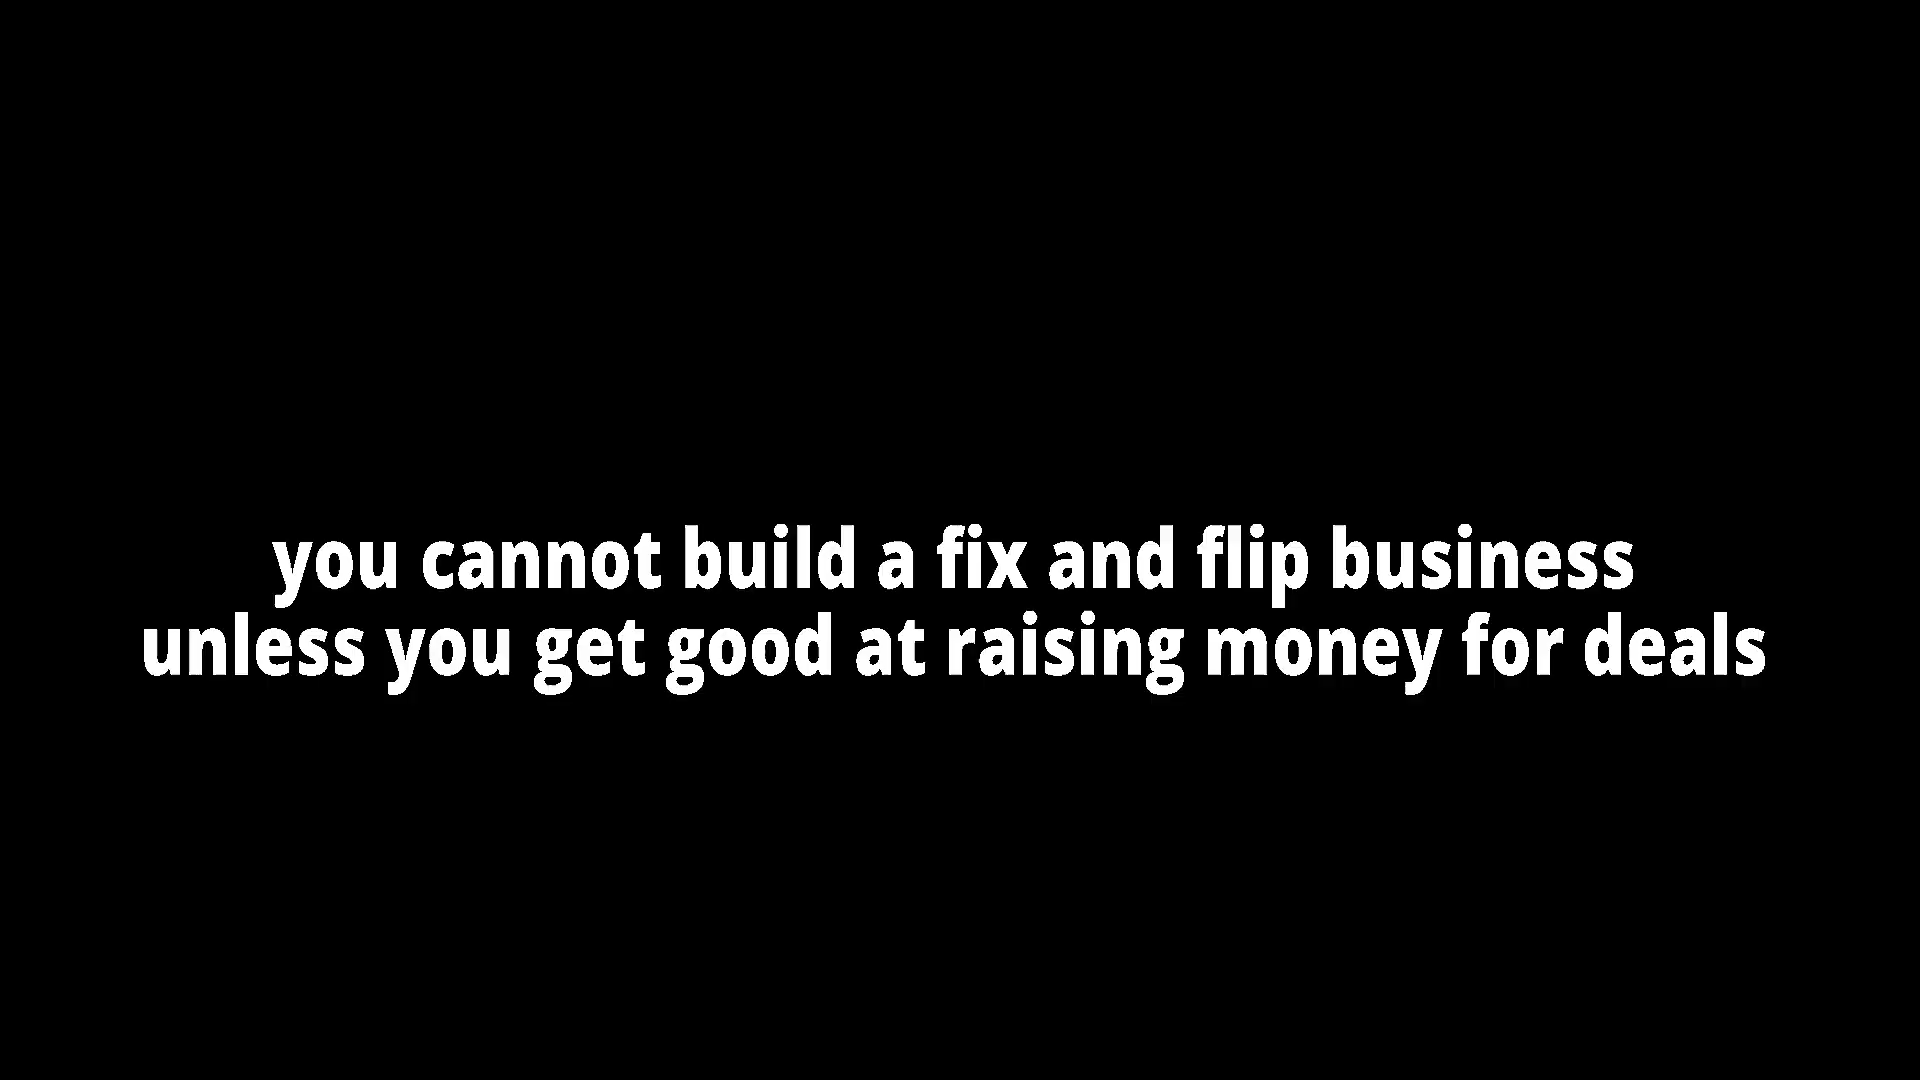 you cannot build a fix and flip business
unless you get good at raising money for deals